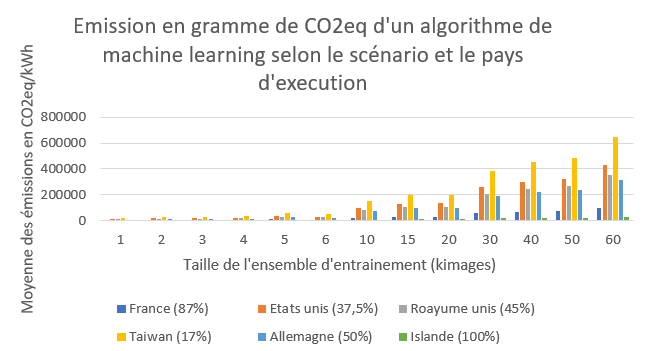 Emission en gramme de CO2eq d'un algorithme de
machine learning selon le scénario et le pays
d'execution
Moyenne des émissions en CO2eq/kWh
800000
600000
400000
200000
0
1 2 3 4 5 6 10 15 20 30 40 50 60
Taille de l'ensemble d'entrainement (kimages)
France (87%) Etats unis (37,5%) Roayume unis (45%)
Taiwan (17%) Allemagne (50%) Islande (100%)